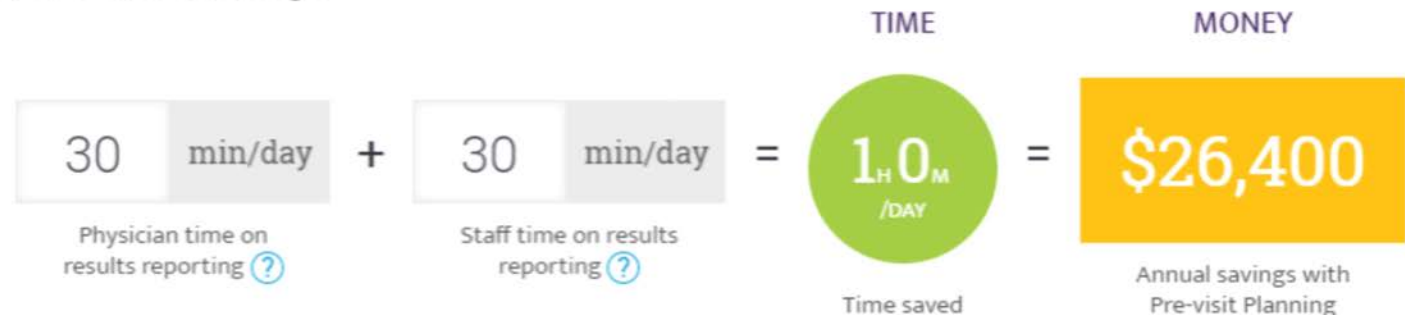 TIME
MONEY
30 min/day + 30 min/day = 1H 0M = $26,400
/DAY
Physician time on
results reporting ?
Staff time on results
reporting ?
Time saved
Annual savings with
Pre-visit Planning